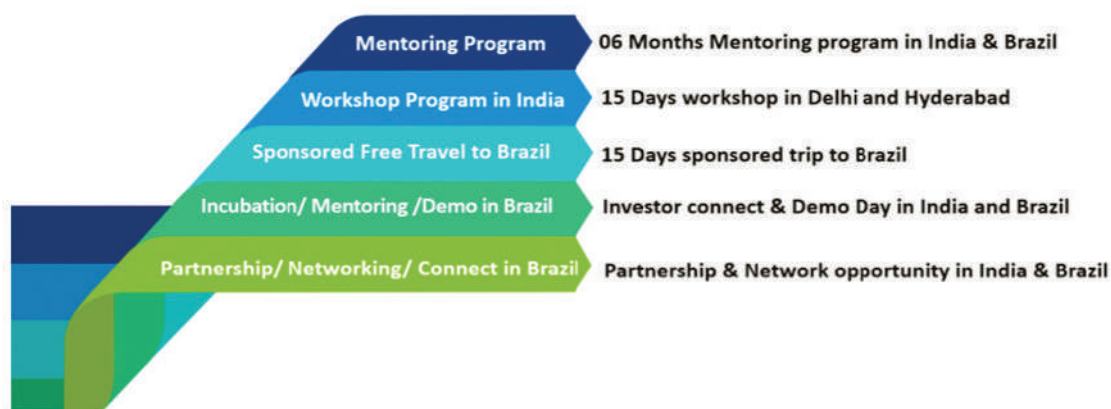 Mentoring Program
06 Months Mentoring program in India & Brazil
Workshop Program in India
15 Days workshop in Delhi and Hyderabad
Sponsored Free Travel to Brazil
15 Days sponsored trip to Brazil
Incubation/ Mentoring /Demo in Brazil
Investor connect & Demo Day in India and Brazil
Partnership/ Networking/ Connect in Brazil
Partnership & Network opportunity in India & Brazil